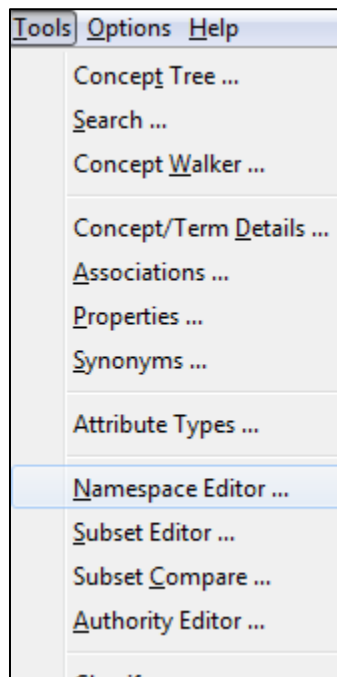 Tools Options Help
Concept Tree ...
Search ...
Concept Walker ...
Concept/Term Details ...
Associations ...
Properties ...
Synonyms ...
Attribute Types ...
Namespace Editor ...
Subset Editor ...
Subset Compare ...
Authority Editor ...